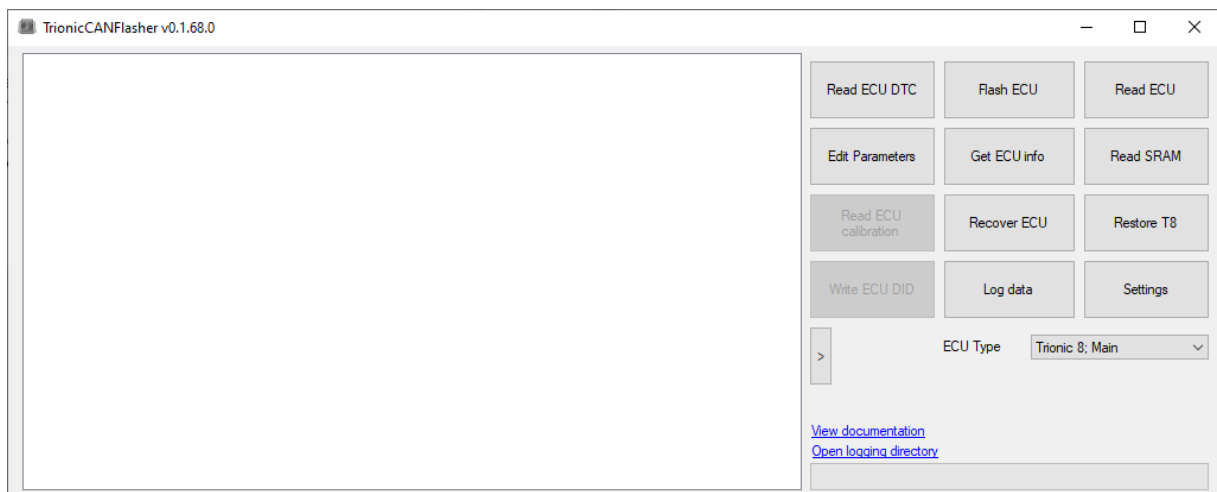 TrionicCANFlasher v0.1.68.0
Read ECU DTC
Flash ECU
Read ECU
Edit Parameters
Get ECU info
Read SRAM
Read ECU
calibration
Recover ECU
Restore T8
Write ECU DID
Log data
Settings
>
ECU Type
Trionic 8; Main
View documentation
Open logging directory